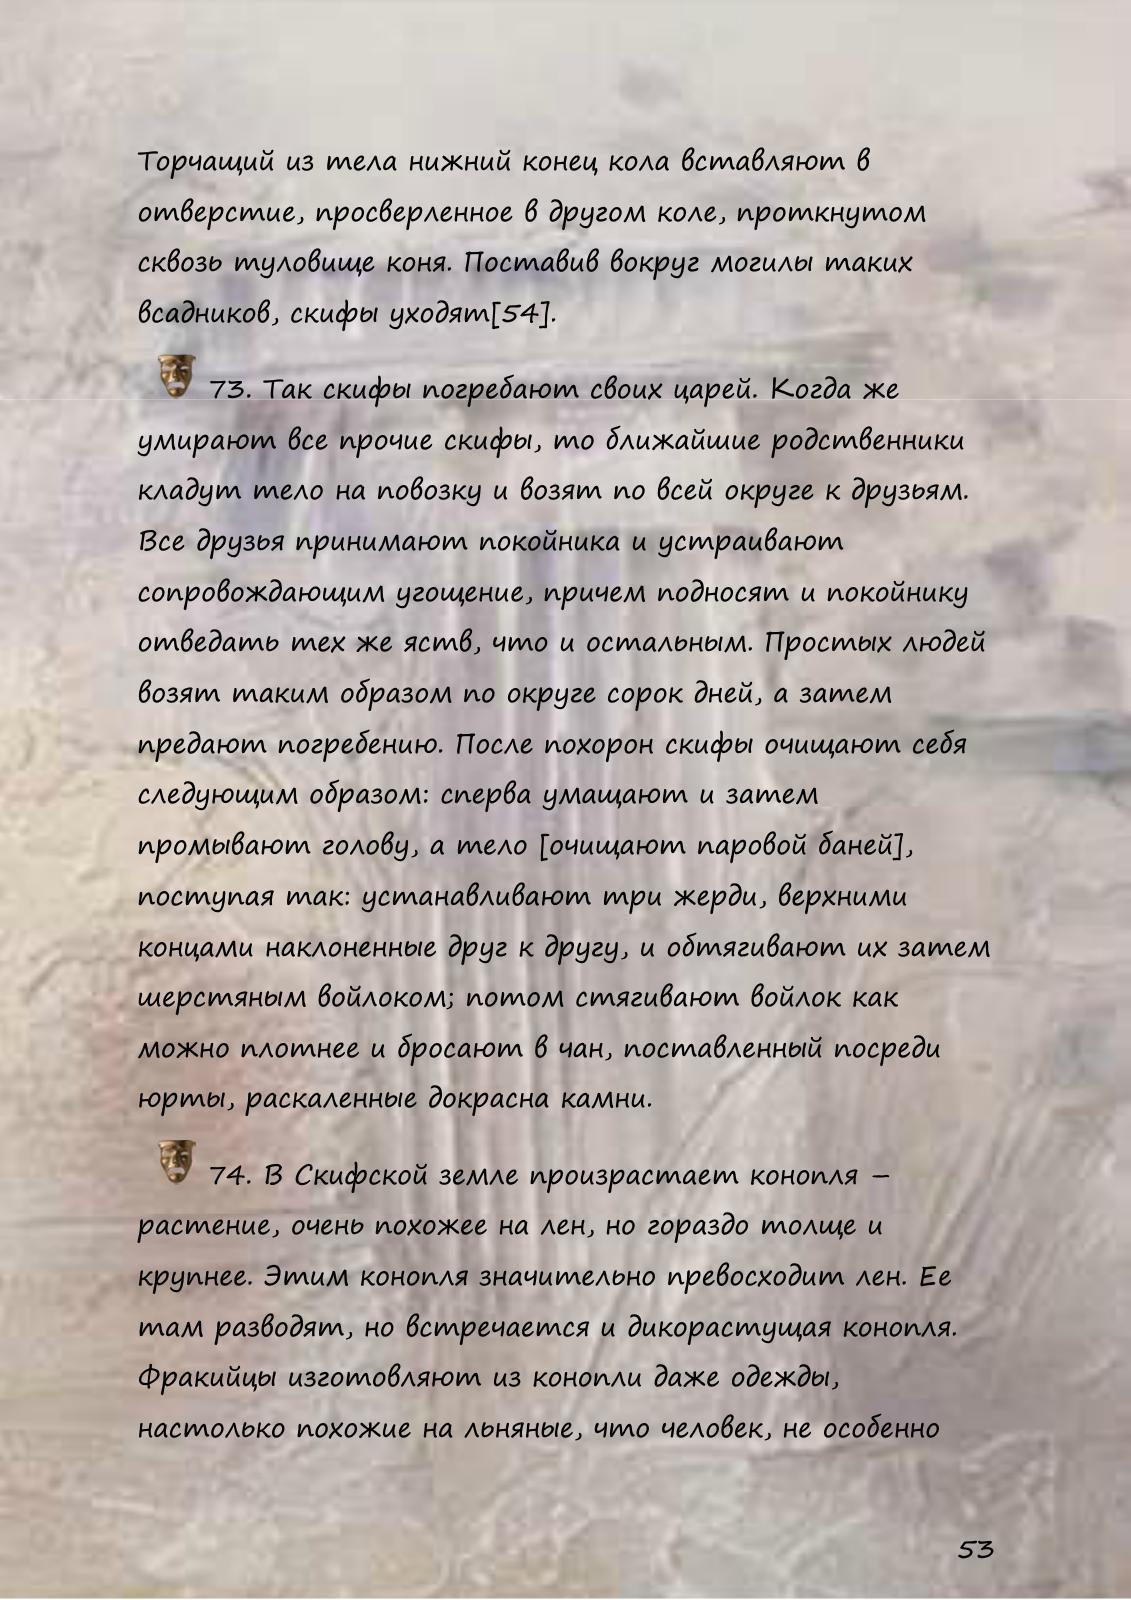 Торчащий из тела нижний конец кола вставляют в
отверстие, просверленное в другом коле, проткнутом
сквозь туловище коня. Поставив вокруг могилы таких
всадников, скифы уходят[54].
73. Так скифы погребают своих царей. Когда же
умирают все прочие скифы, то ближайшие родственники
кладут тело на повозку и возят по всей округе к друзьям.
Все друзья принимают покойника и устраивают
сопровождающим угощение, причем подносят и покойнику
отведать тех же яств, что и остальным. Простых людей
возят таким образом по округе сорок дней, а затем
предают погребению. После похорон скифы очищают себя
следующим образом: сперва умащают и затем
промывают голову, а тело [очищают паровой баней],
поступая так: устанавливают три жерди, верхними
концами наклоненные друг к другу, и обтягивают их затем
шерстяным войлоком; потом стягивают войлок как
можно плотнее и бросают в чан, поставленный посреди
юрты, раскаленные докрасна камни.
74. В Скифской земле произрастает конопля –
растение, очень похожее на лен, но гораздо толще и
крупнее. Этим конопля значительно превосходит лен. Ее
там разводят, но встречается и дикорастущая конопля.
Фракийцы изготовляют из конопли даже одежды,
настолько похожие на льняные, что человек, не особенно
53